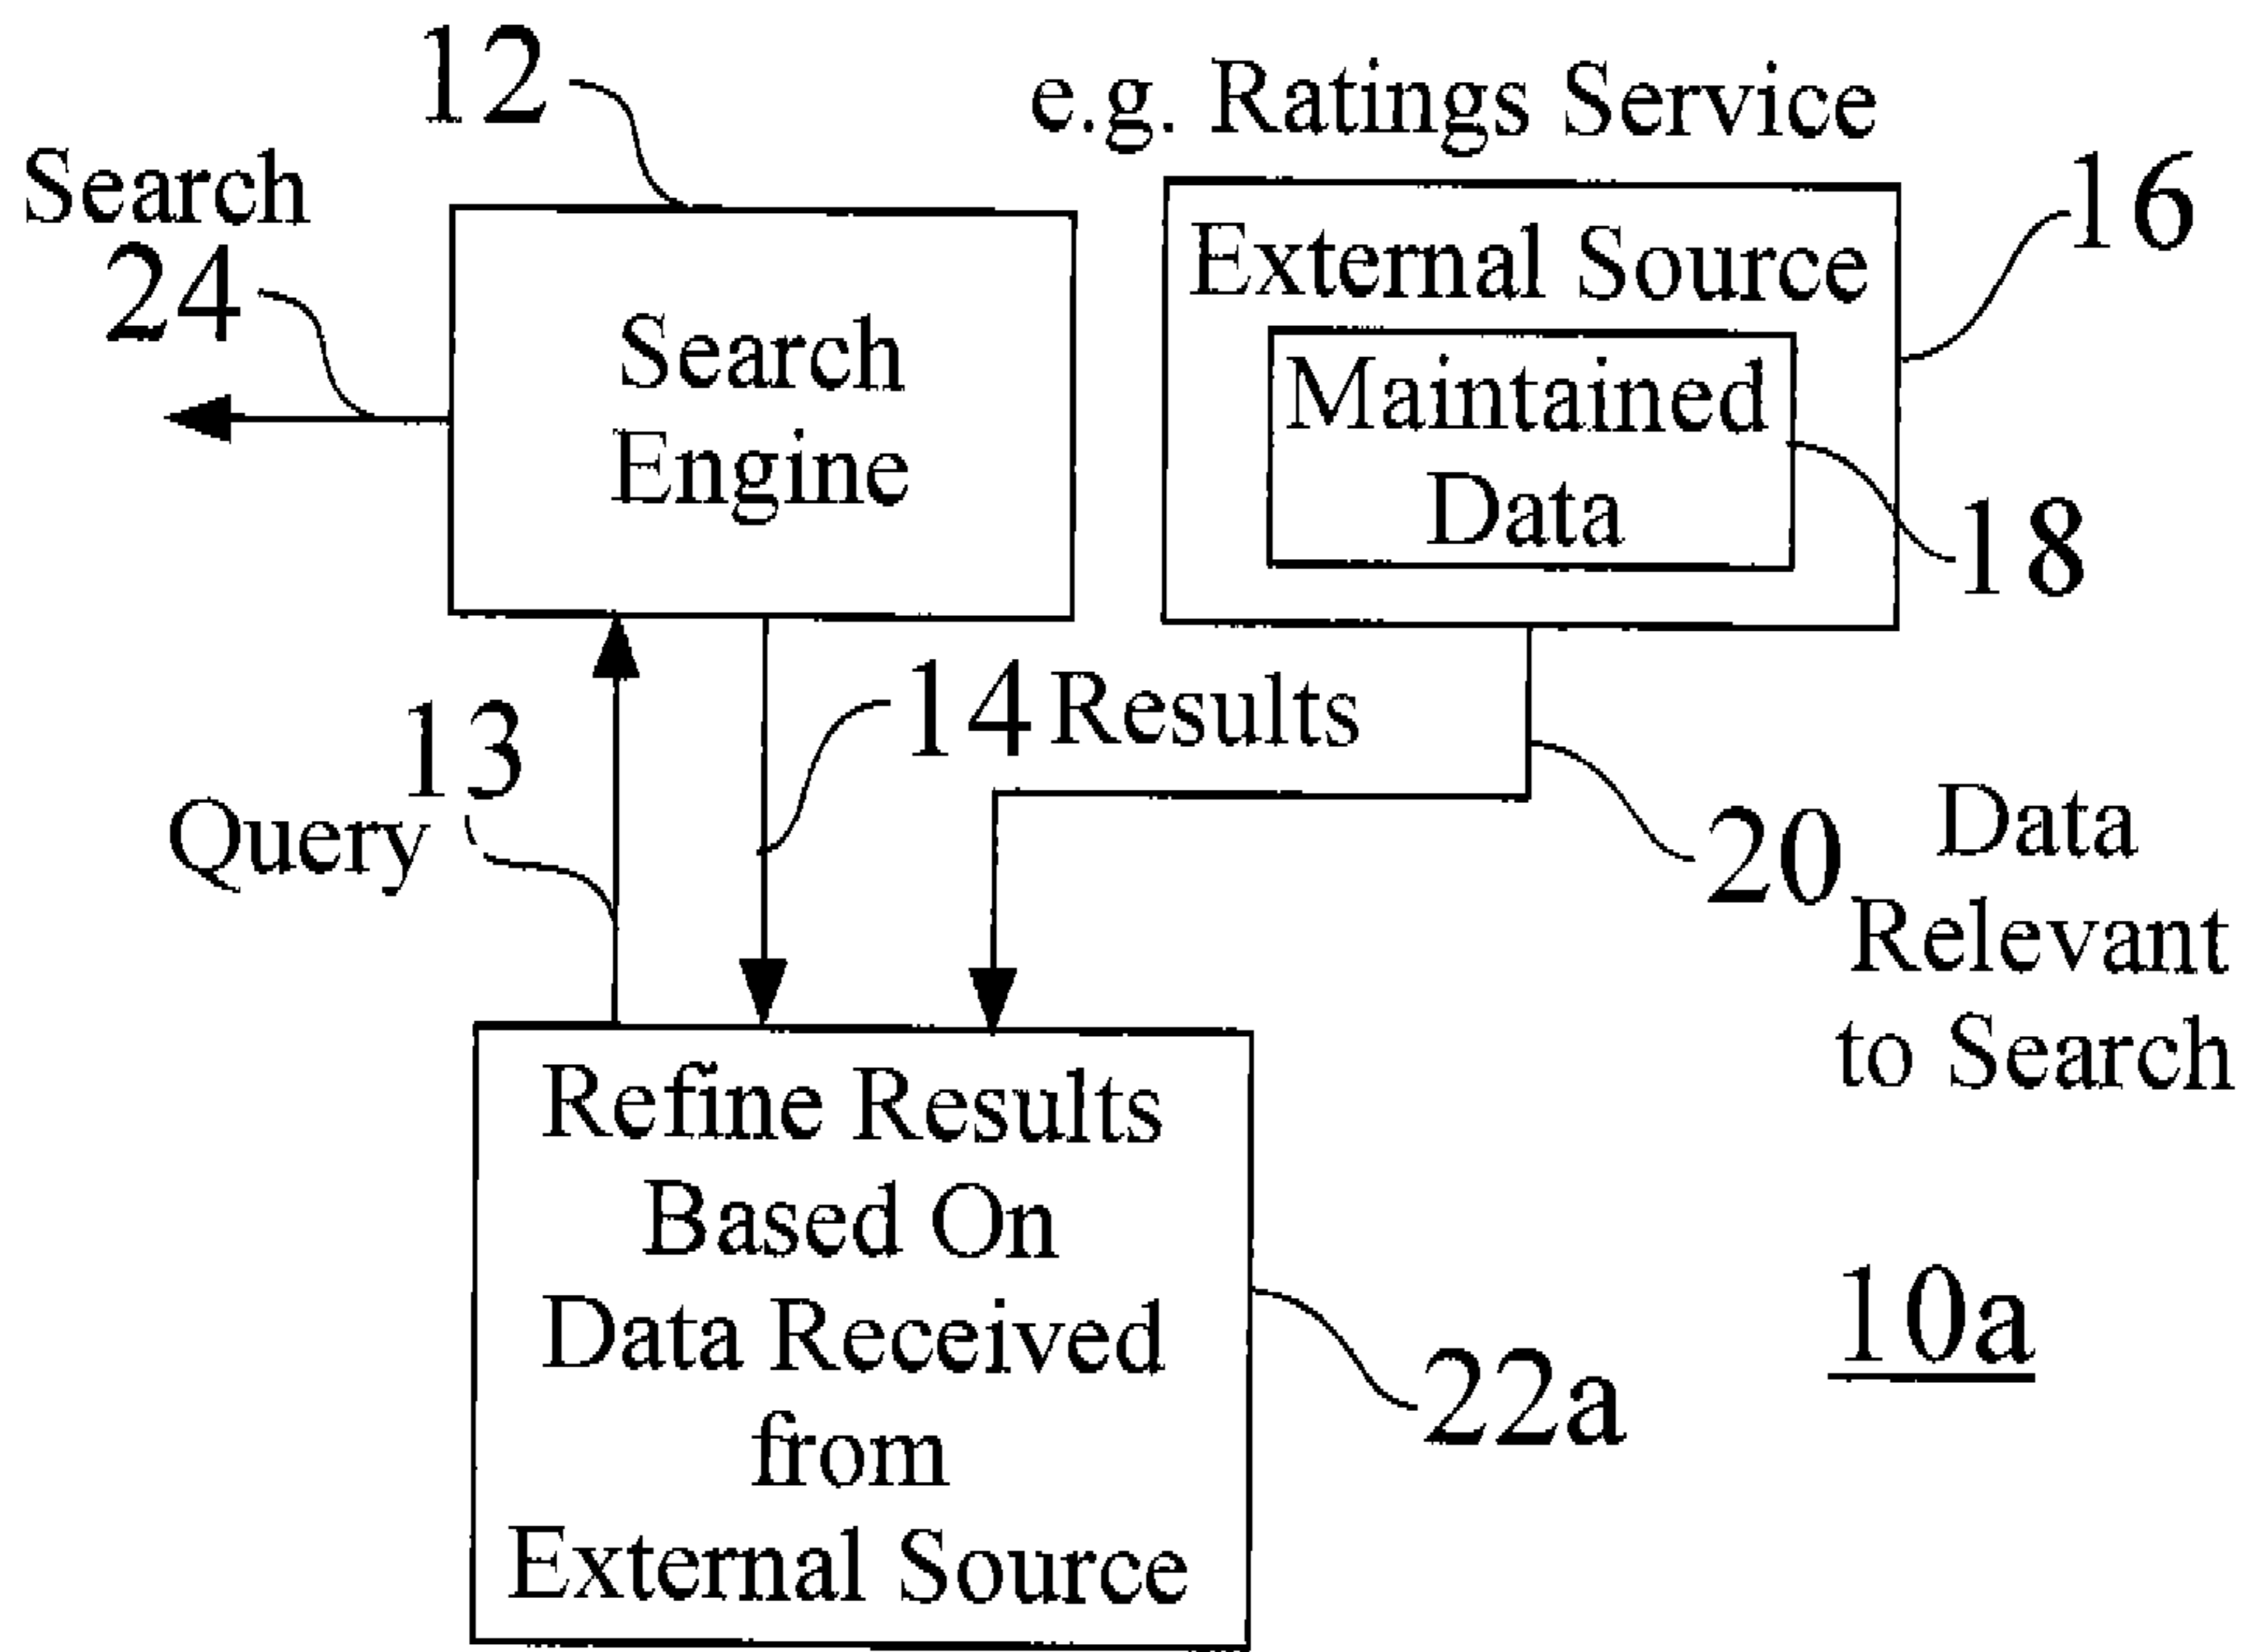 12
e.g. Ratings Service
Search
24
16
External Source
Search
Engine
Maintained
Data
18
13
Query
14 Results
20
Data
Relevant
to Search
Refine Results
Based On
Data Received
from
External Source
22a
10a